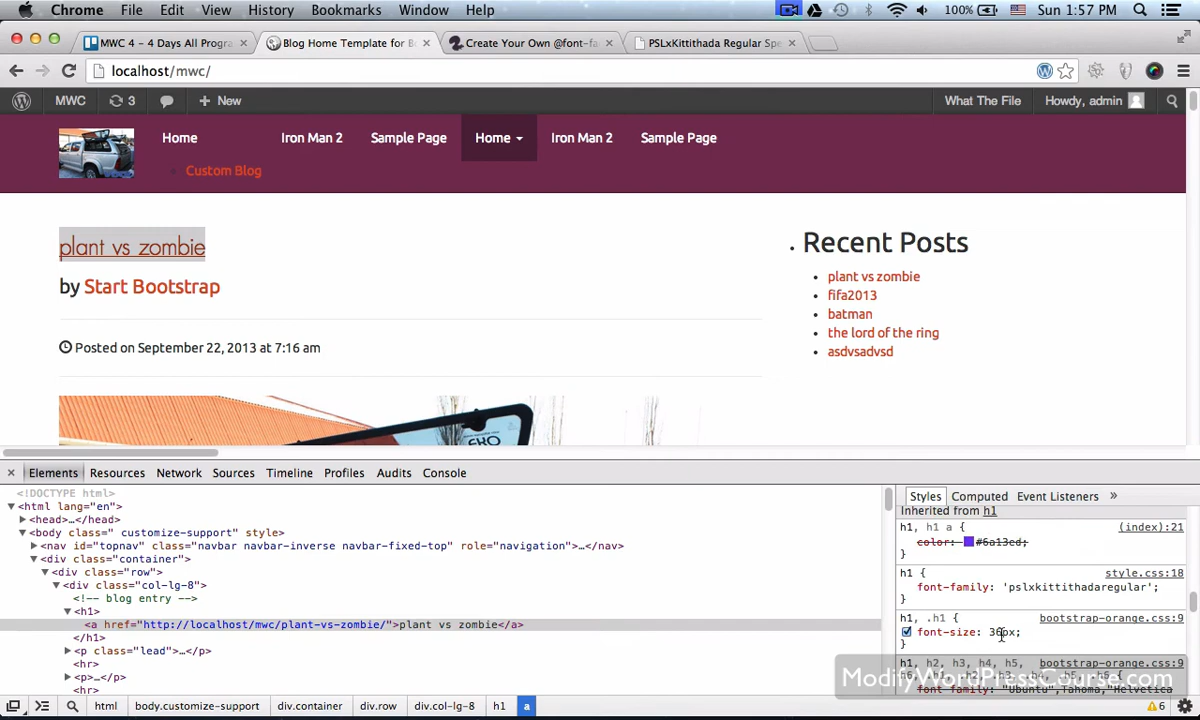 Chrome File Edit View History Bookmarks Window Help 100% Sun 1:57 PM
MWC 4 – 4 Days All Progra × Blog Home Template for Bo × Create Your Own @font-fa × PSLxKittithada Regular Spe ×
localhost/mwc/
MWC 3 + New What The File Howdy, admin
Home Iron Man 2 Sample Page Home Iron Man 2 Sample Page
Custom Blog
plant vs zombie
by Start Bootstrap
Posted on September 22, 2013 at 7:16 am
EKO
Recent Posts
plant vs zombie
fifa2013
batman
the lord of the ring
asdvsadvsd
× Elements Resources Network Sources Timeline Profiles Audits Console
<!DOCTYPE html>
<html lang="en">
<head>…</head>
<body class=" customize-support" style>
<nav id="topnav" class="navbar navbar-inverse navbar-fixed-top" role="navigation">…</nav>
<div class="container">
<div class="row">
<div class="col-lg-8">
<!-- blog entry -->
<h1>
<a href="http://localhost/mwc/plant-vs-zombie/">plant vs zombie</a>
</h1>
<p class="lead">…</p>
<hr>
<p>…</p>
<hr>
Styles Computed Event Listeners »
Inherited from h1
h1, h1 a { (index):21
color: #6a13ed;
}
h1 { style.css:18
font-family: 'pslxkittithadaregular';
}
h1, .h1 { bootstrap-orange.css:9
font-size: 36px;
}
h1, h2, h3, h4, h5, bootstrap-orange.css:9
font-family: "Ubuntu",Tahoma,"Helvetica
ModifyWordPressCourse.com
html body.customize-support div.container div.row div.col-lg-8 h1 a 6